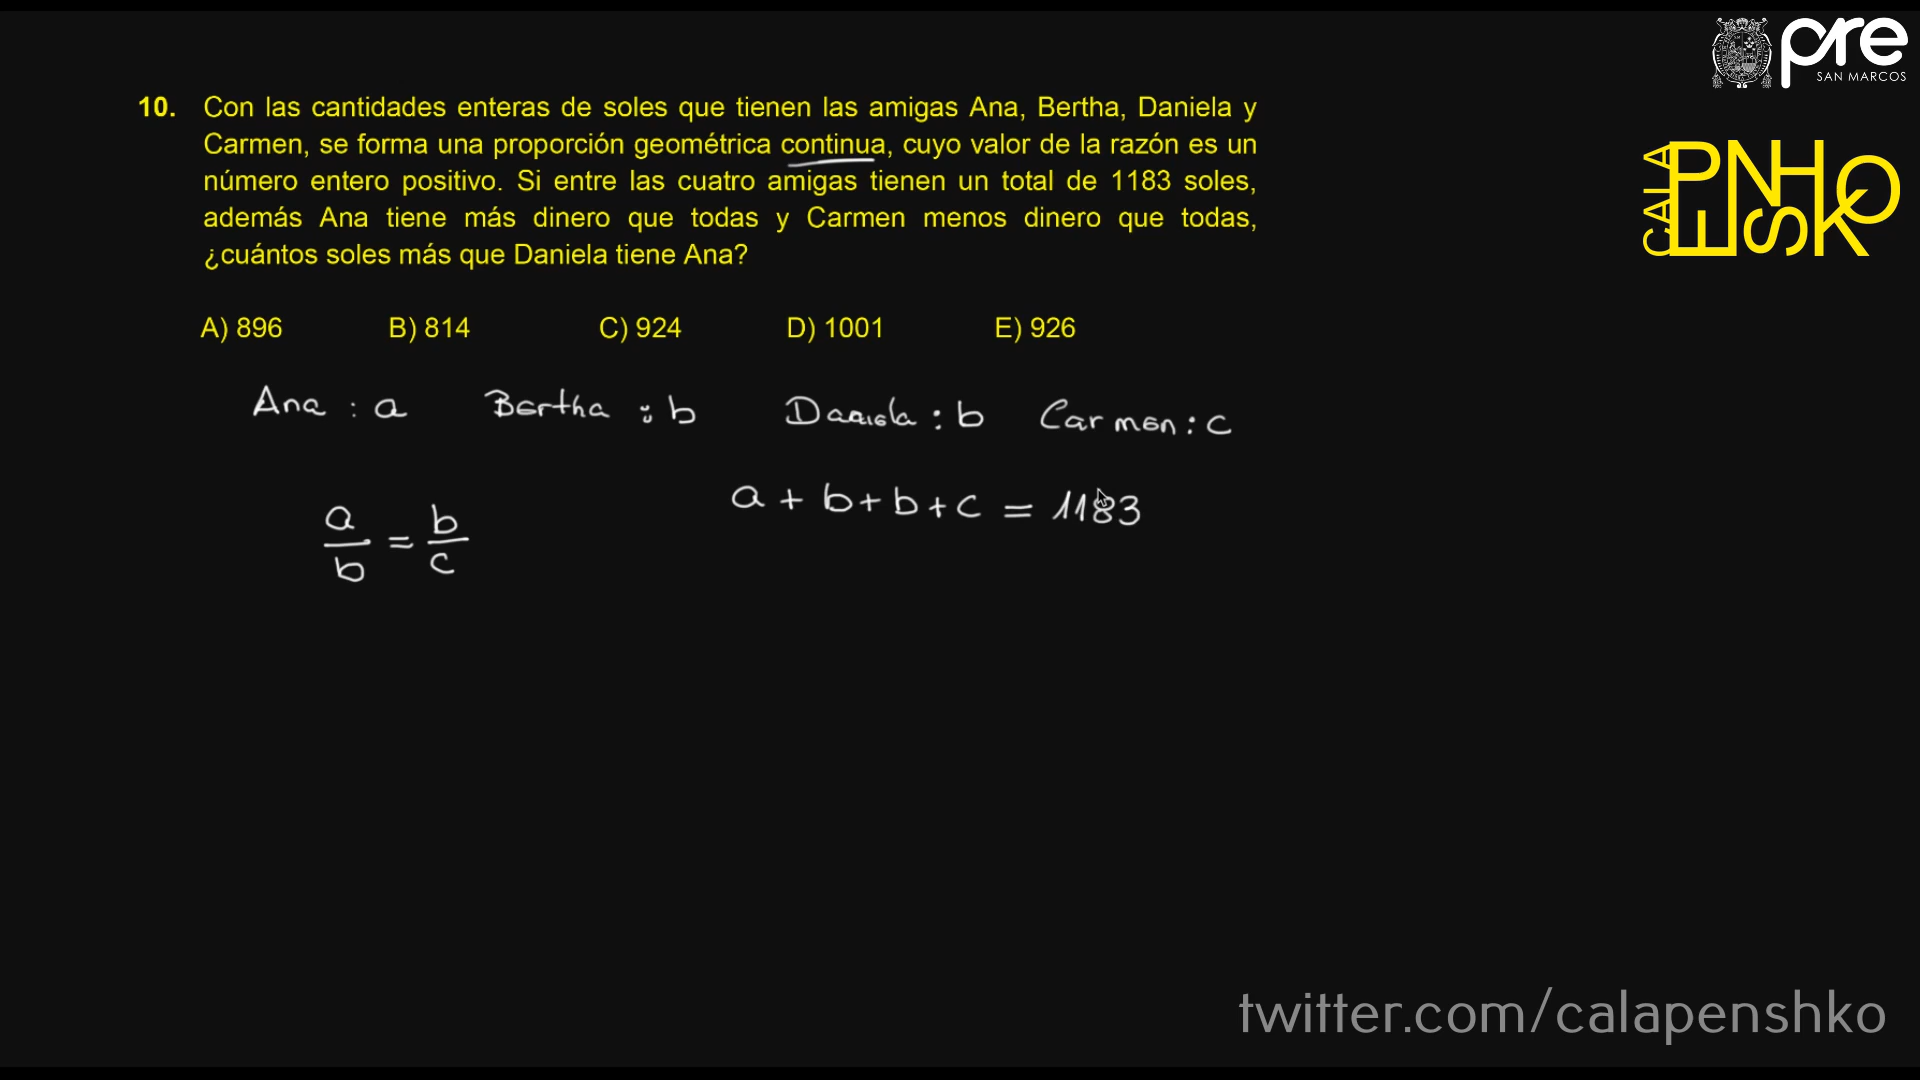 pre
SAN MARCOS
CALA
PENSHKO
10. Con las cantidades enteras de soles que tienen las amigas Ana, Bertha, Daniela y
Carmen, se forma una proporción geométrica continua, cuyo valor de la razón es un
número entero positivo. Si entre las cuatro amigas tienen un total de 1183 soles,
además Ana tiene más dinero que todas y Carmen menos dinero que todas,
¿cuántos soles más que Daniela tiene Ana?
A) 896 B) 814 C) 924 D) 1001 E) 926
Ana : a Bertha : b Daniela : b Carmen : c
a + b + b + c = 1183
a/b = b/c
twitter.com/calapenshko